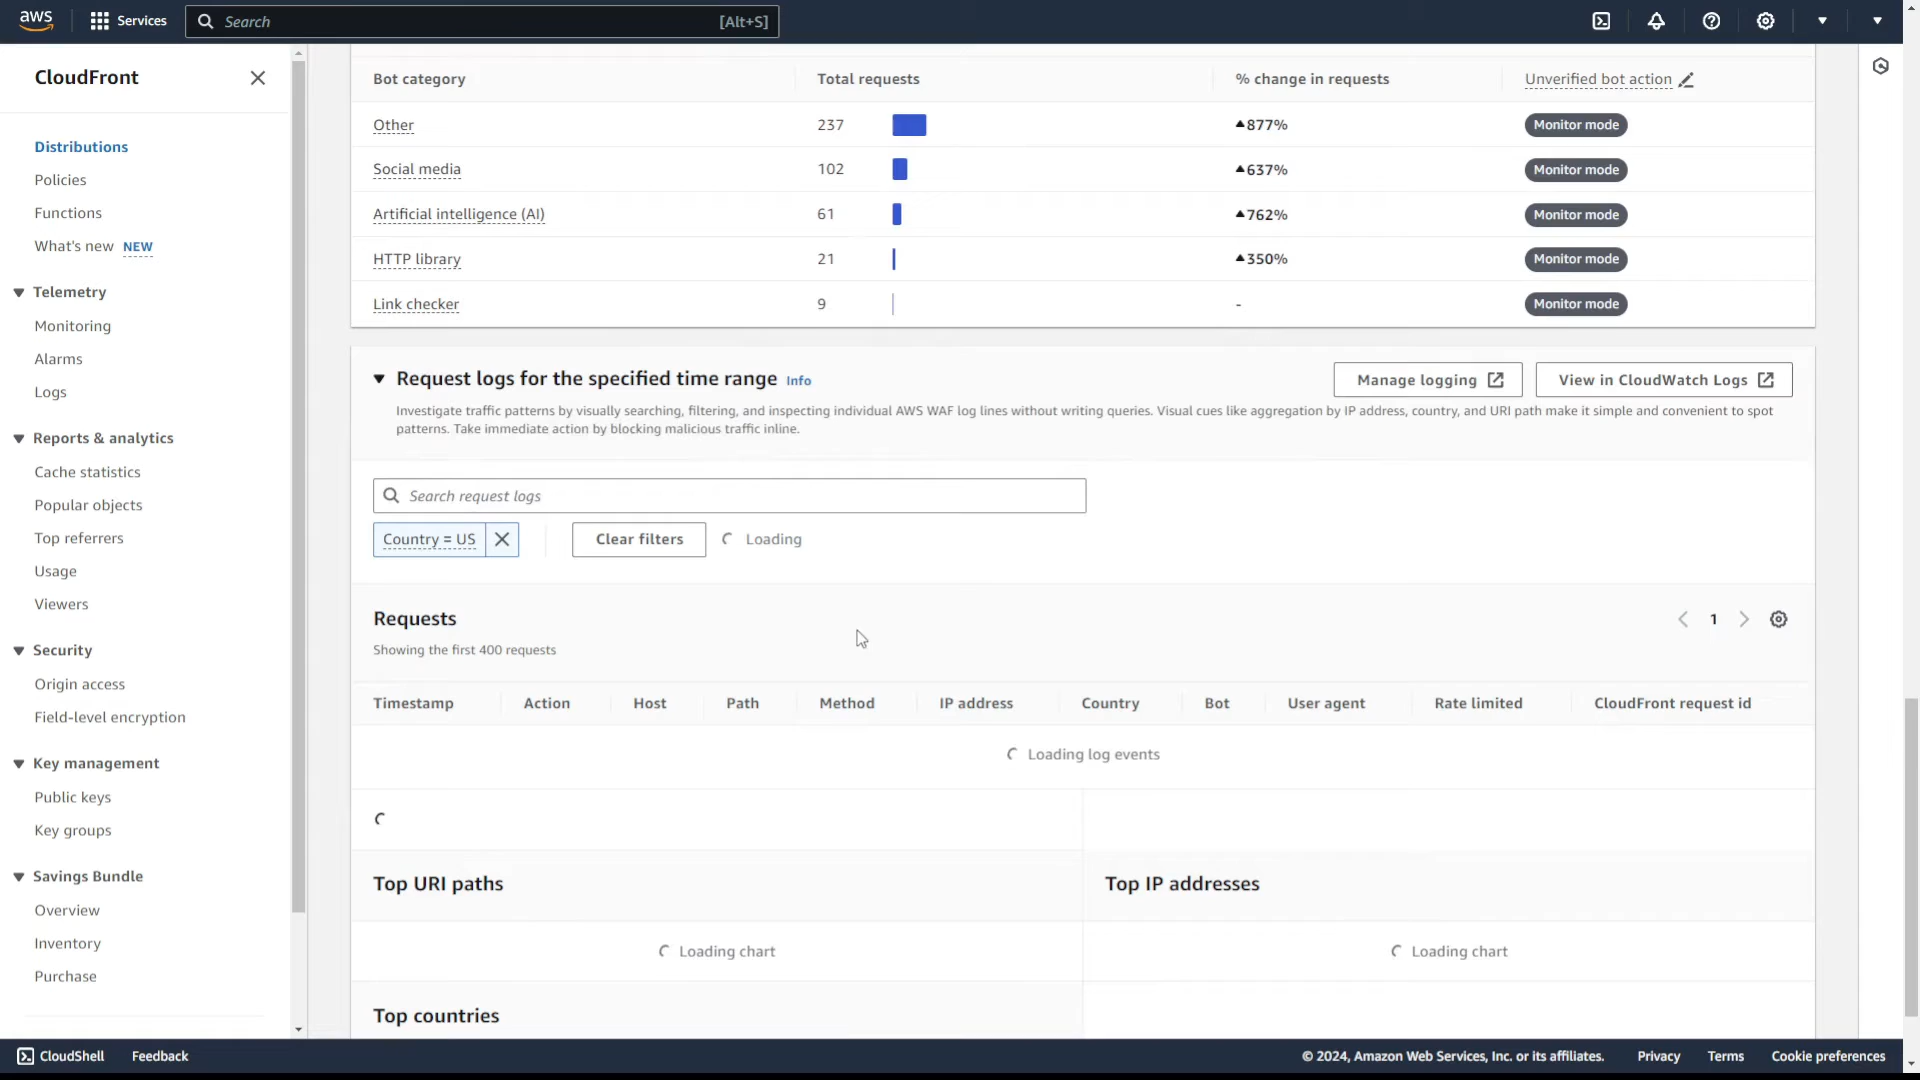 aws
Services
Search
[Alt+S]
CloudFront
Distributions
Policies
Functions
What's new NEW
Telemetry
Monitoring
Alarms
Logs
Reports & analytics
Cache statistics
Popular objects
Top referrers
Usage
Viewers
Security
Origin access
Field-level encryption
Key management
Public keys
Key groups
Savings Bundle
Overview
Inventory
Purchase
Bot category Total requests % change in requests Unverified bot action
Other 237 877% Monitor mode
Social media 102 637% Monitor mode
Artificial intelligence (AI) 61 762% Monitor mode
HTTP library 21 350% Monitor mode
Link checker 9 - Monitor mode
Request logs for the specified time range Info
Manage logging
View in CloudWatch Logs
Investigate traffic patterns by visually searching, filtering, and inspecting individual AWS WAF log lines without writing queries. Visual cues like aggregation by IP address, country, and URI path make it simple and convenient to spot
patterns. Take immediate action by blocking malicious traffic inline.
Search request logs
Country = US
Clear filters
Loading
Requests
1
Showing the first 400 requests
Timestamp Action Host Path Method IP address Country Bot User agent Rate limited CloudFront request id
Loading log events
Top URI paths
Top IP addresses
Loading chart
Loading chart
Top countries
CloudShell
Feedback
© 2024, Amazon Web Services, Inc. or its affiliates.
Privacy
Terms
Cookie preferences